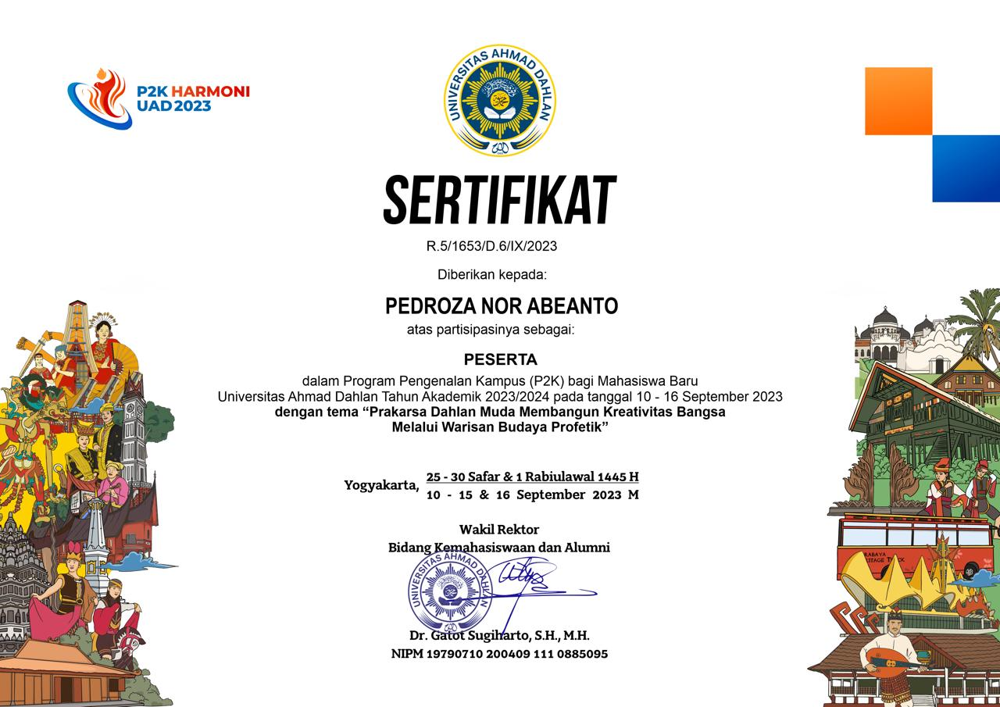 P2K HARMONI
UAD 2023
UNIVERSITAS AHMAD DAHLAN
SERTIFIKAT
R.5/1653/D.6/IX/2023
Diberikan kepada:
PEDROZA NOR ABEANTO
atas partisipasinya sebagai:
PESERTA
dalam Program Pengenalan Kampus (P2K) bagi Mahasiswa Baru
Universitas Ahmad Dahlan Tahun Akademik 2023/2024 pada tanggal 10 - 16 September 2023
dengan tema “Prakarsa Dahlan Muda Membangun Kreativitas Bangsa
Melalui Warisan Budaya Profetik”
Yogyakarta, 25 - 30 Safar & 1 Rabiulawal 1445 H
10 - 15 & 16 September 2023 M
Wakil Rektor
Bidang Kemahasiswaan dan Alumni
UNIVERSITAS AHMAD DAHLAN
Dr. Gatot Sugiharto, S.H., M.H.
NIPM 19790710 200409 111 0885095